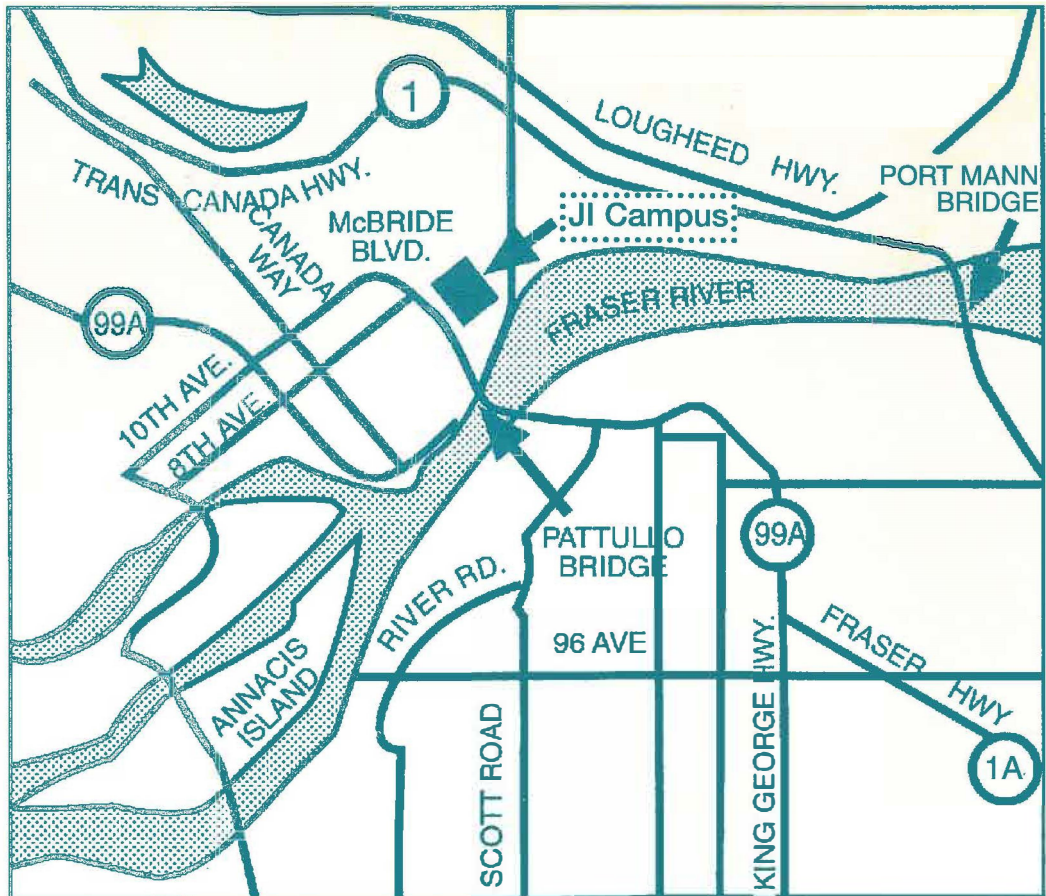 1
LOUGHEED HWY.
TRANS CANADA HWY.
PORT MANN
BRIDGE
JI Campus
McBRIDE
BLVD.
CANADA
WAY
99A
FRASER RIVER
10TH AVE.
8TH AVE.
PATTULLO
BRIDGE
99A
RIVER RD.
96 AVE
FRASER HWY
ANNACIS
ISLAND
SCOTT ROAD
KING GEORGE HWY.
1A